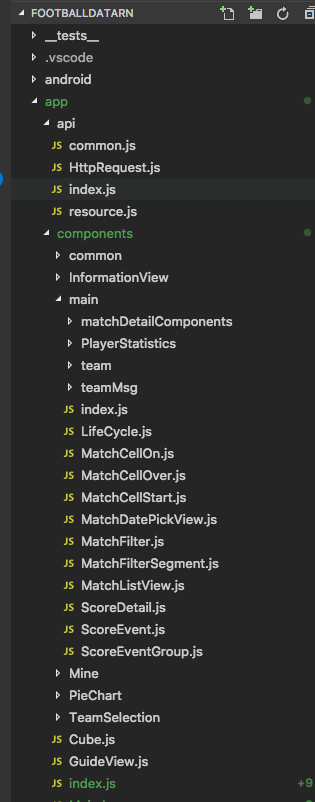 FOOTBALLDATARN
__tests__
.vscode
android
app
api
JS common.js
JS HttpRequest.js
JS index.js
JS resource.js
components
common
InformationView
main
matchDetailComponents
PlayerStatistics
team
teamMsg
JS index.js
JS LifeCycle.js
JS MatchCellOn.js
JS MatchCellOver.js
JS MatchCellStart.js
JS MatchDatePickView.js
JS MatchFilter.js
JS MatchFilterSegment.js
JS MatchListView.js
JS ScoreDetail.js
JS ScoreEvent.js
JS ScoreEventGroup.js
Mine
PieChart
TeamSelection
JS Cube.js
JS GuideView.js
JS index.js +9